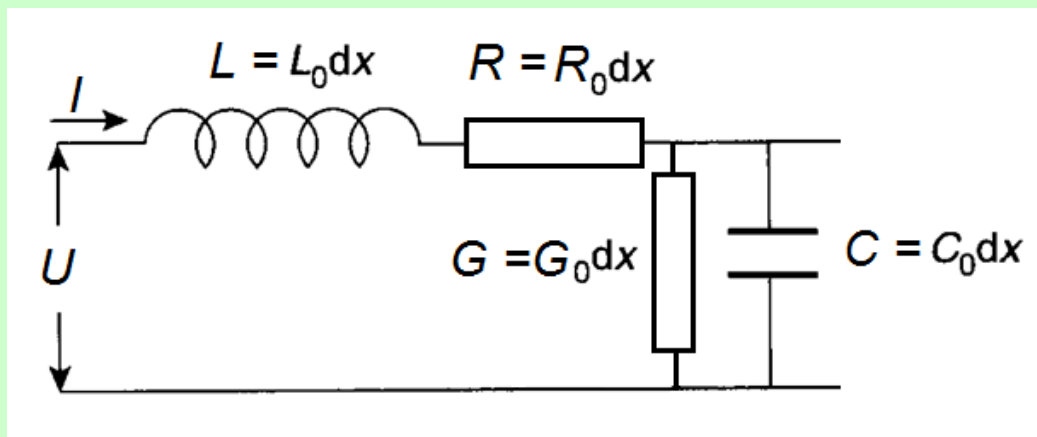 L = L₀dx
R = R₀dx
I
U
G =G₀dx
C = C₀dx